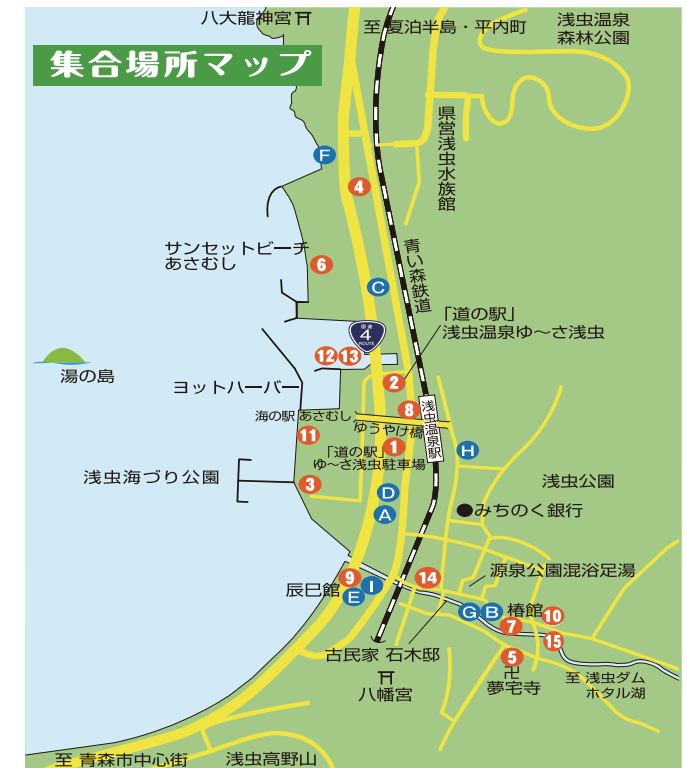 八大龍神宮
至 夏泊半島・平内町
浅虫温泉
森林公園
集合場所マップ
県営浅虫水族館
F
4
サンセットビーチ
あさむし
6
青い森鉄道
C
国道
4
ROUTE
「道の駅」
浅虫温泉ゆ〜さ浅虫
12
13
湯の島
ヨットハーバー
2
8
浅虫温泉駅
海の駅 あさむし
ゆうやけ橋
11
1
「道の駅」
ゆ〜さ浅虫駐車場
H
浅虫海づり公園
3
浅虫公園
D
A
みちのく銀行
源泉公園混浴足湯
9
14
辰巳館
I
E
G
B
椿館
10
7
15
古民家 石木邸
5
卍
夢宅寺
八幡宮
至 浅虫ダム
ホタル湖
至 青森市中心街
浅虫高野山